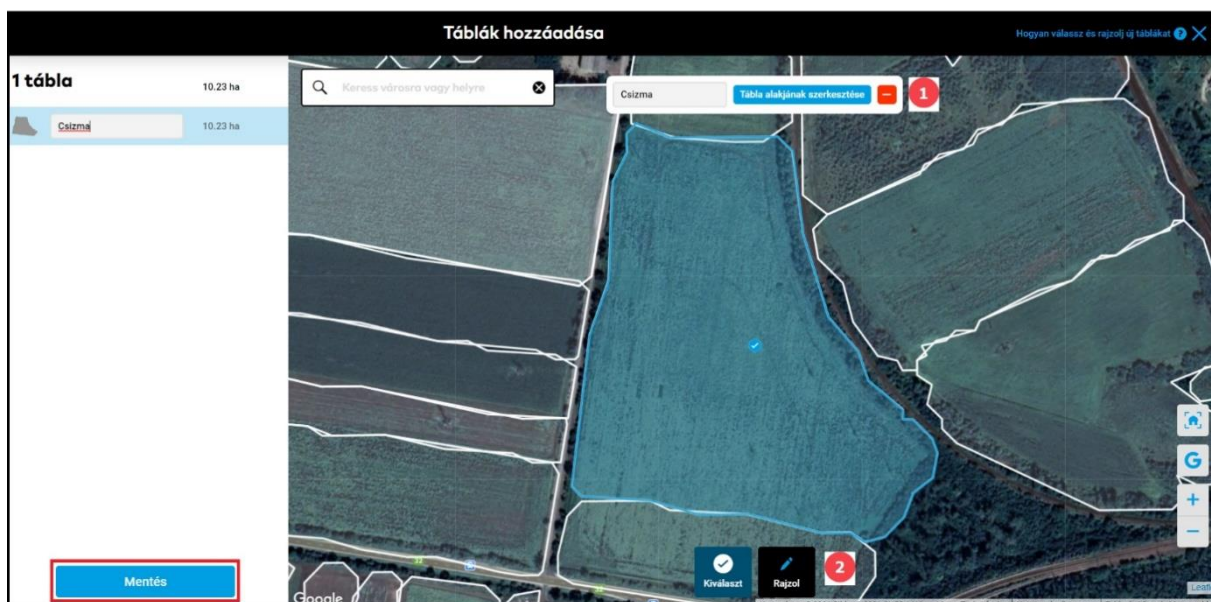 Táblák hozzáadása
Hogyan válassz és rajzolj új táblákat ?
1 tábla
10.23 ha
Keress városra vagy helyre
Csizma
Tábla alakjának szerkesztése
1
Csizma
10.23 ha
G
+
−
Mentés
Kiválaszt
Rajzol
2
Google